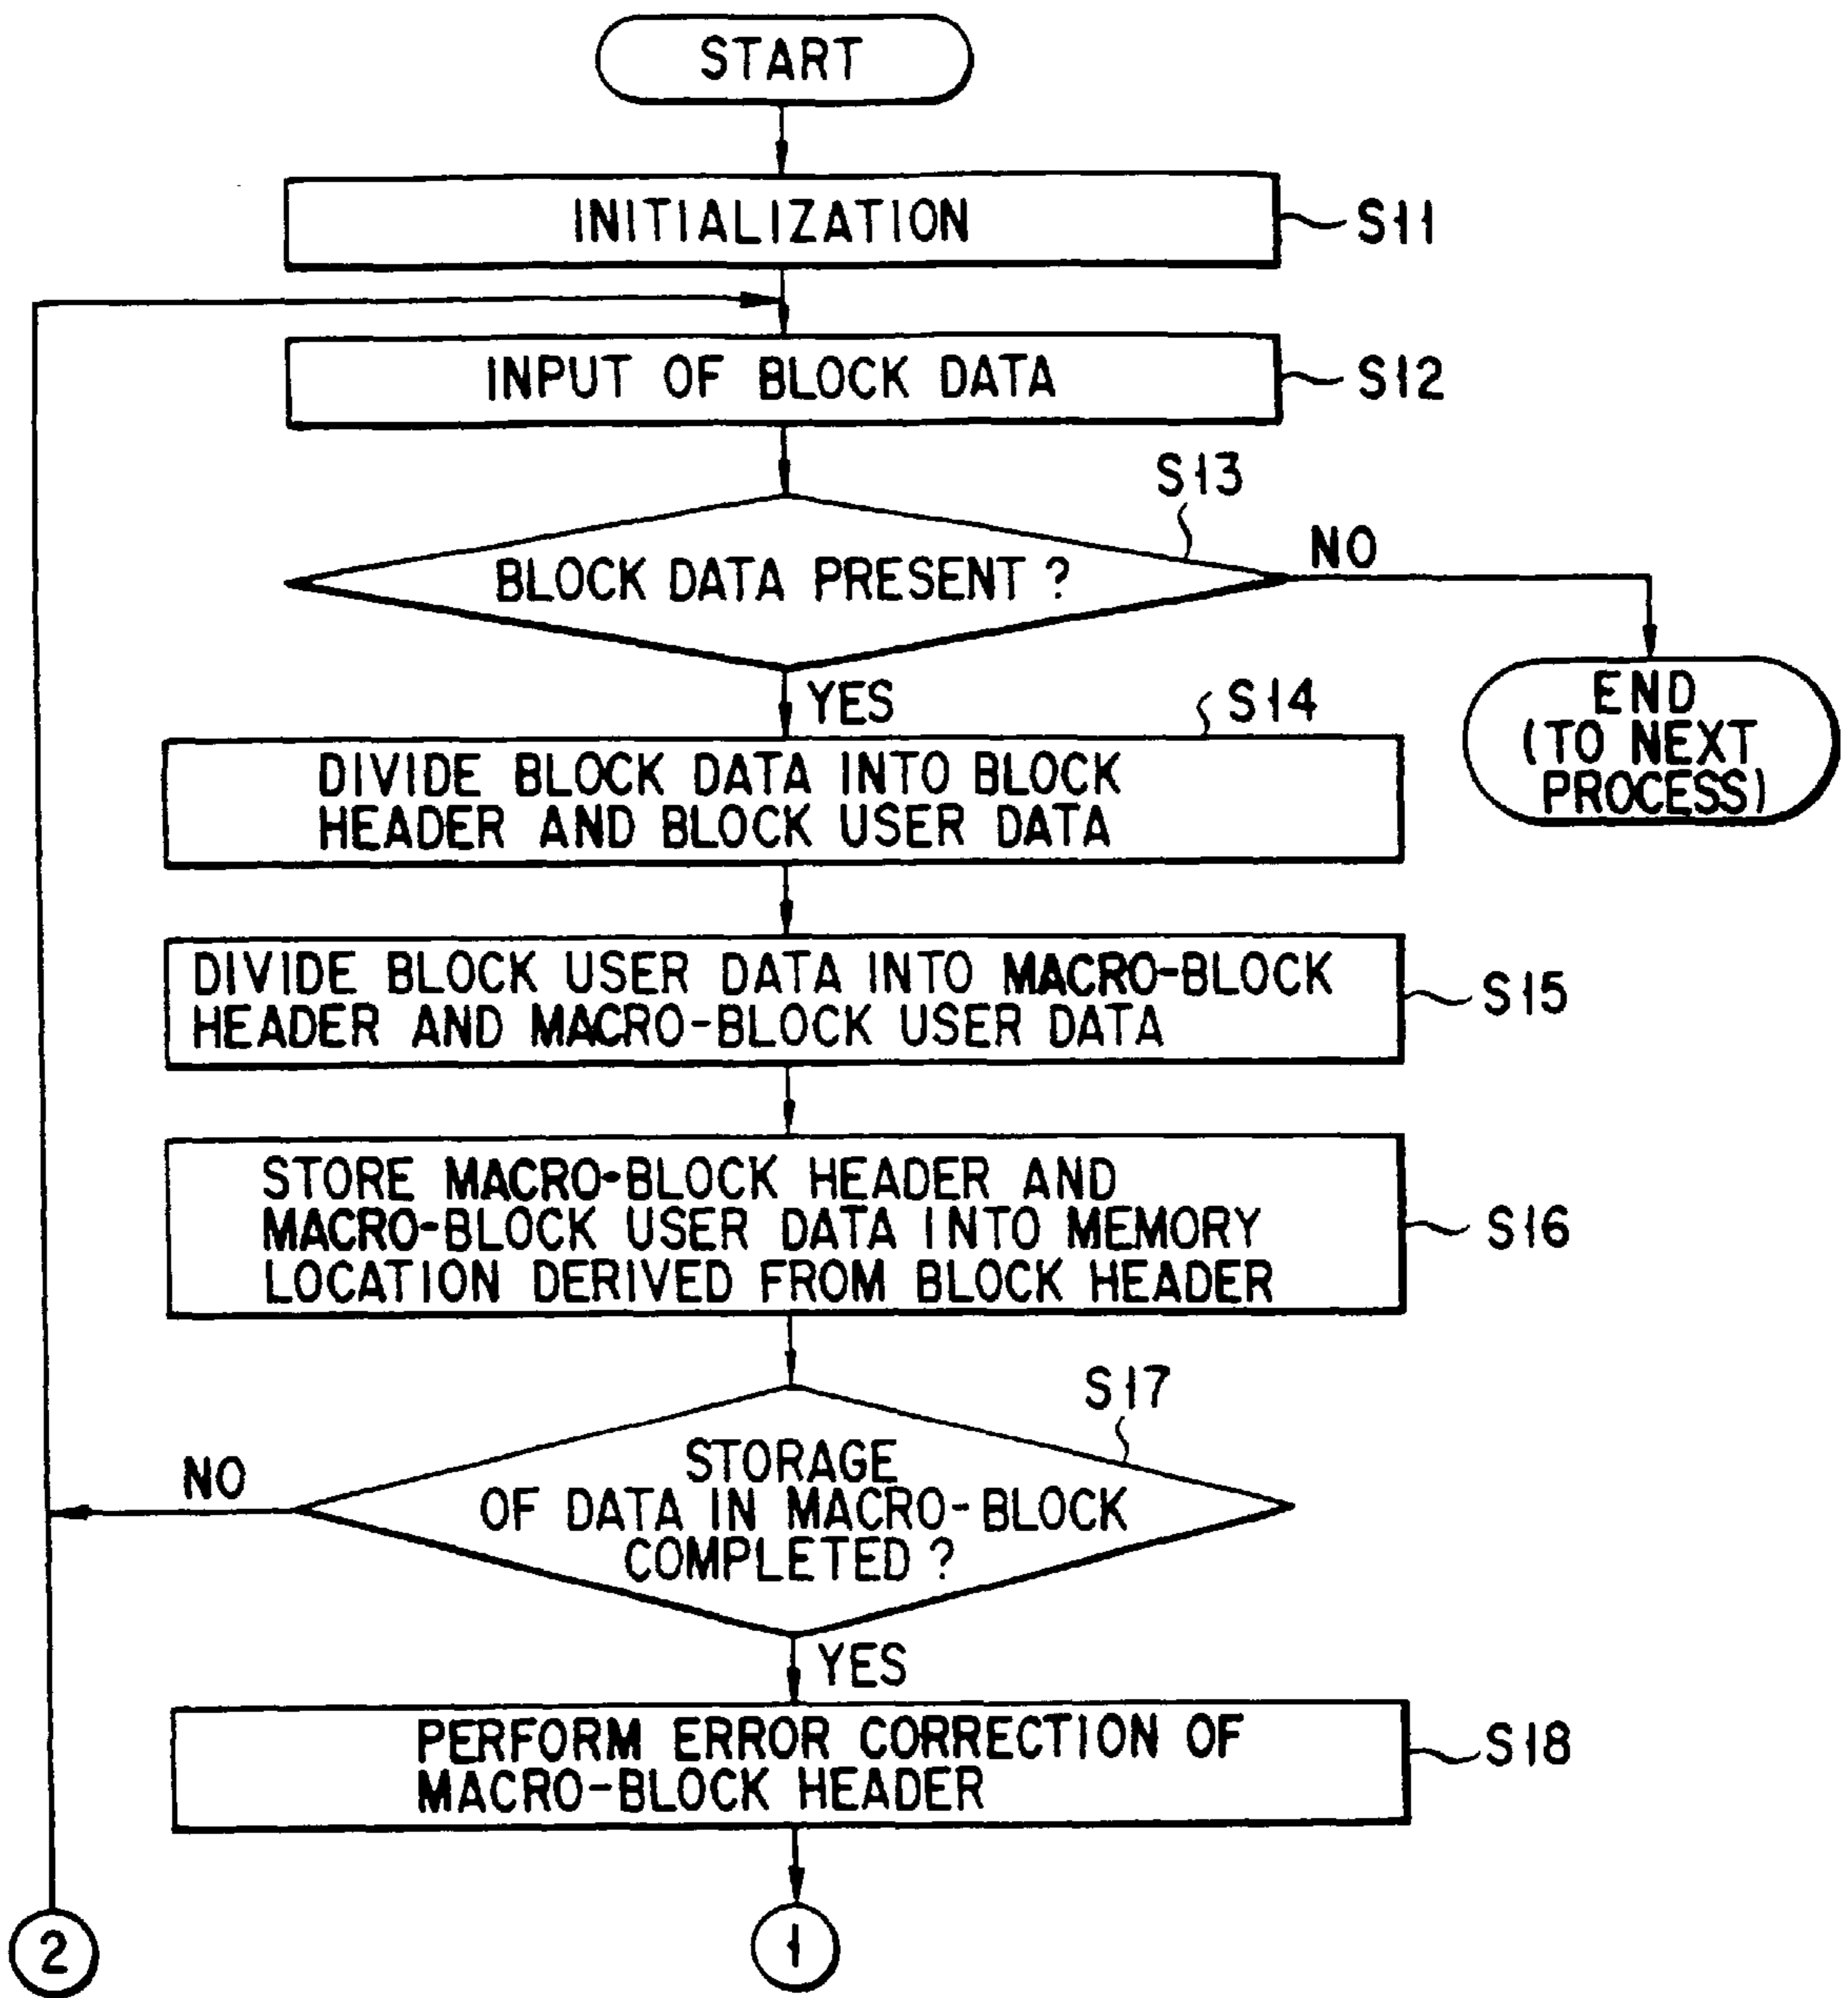 START
INITIALIZATION
S11
INPUT OF BLOCK DATA
S12
S13
BLOCK DATA PRESENT ?
NO
YES
S14
END
(TO NEXT
PROCESS)
DIVIDE BLOCK DATA INTO BLOCK
HEADER AND BLOCK USER DATA
DIVIDE BLOCK USER DATA INTO MACRO-BLOCK
HEADER AND MACRO-BLOCK USER DATA
S15
STORE MACRO-BLOCK HEADER AND
MACRO-BLOCK USER DATA INTO MEMORY
LOCATION DERIVED FROM BLOCK HEADER
S16
S17
STORAGE
OF DATA IN MACRO-BLOCK
COMPLETED ?
NO
YES
PERFORM ERROR CORRECTION OF
MACRO-BLOCK HEADER
S18
2
1